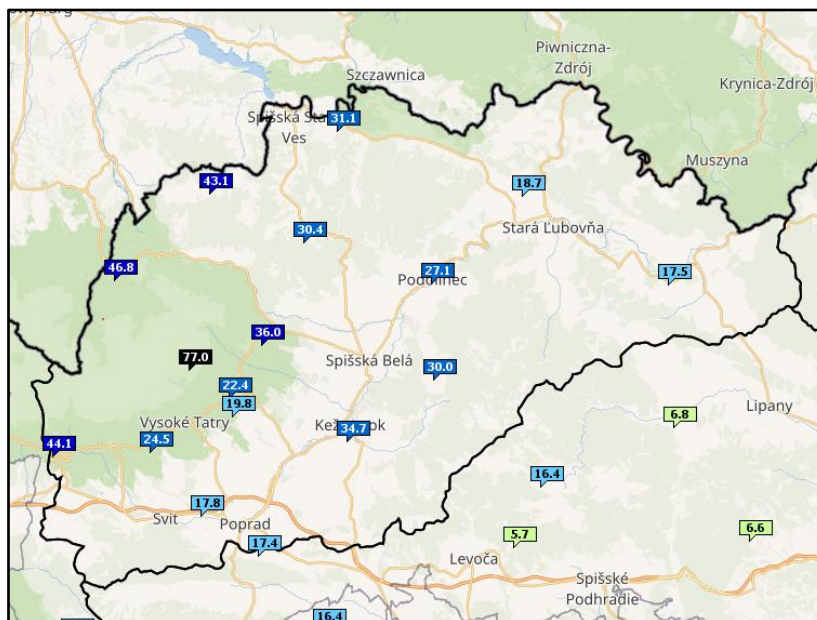 Szczawnica
Piwniczna-
Zdrój
Krynica-Zdrój
Spišská Sta
Ves
31.1
Muszyna
43.1
18.7
30.4
Stará Ľubovňa
46.8
27.1
Podolínec
17.5
36.0
77.0
Spišská Belá
30.0
22.4
19.8
Vysoké Tatry
Kež
ok
34.7
6.8
Lipany
44.1
24.5
16.4
17.8
Svit
Poprad
17.4
5.7
6.6
Levoča
Spišské
Podhradie
16.4